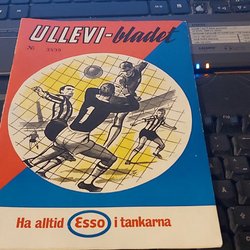 ULLEVI-bladet
Nr
Ha alltid Esso i tankarna